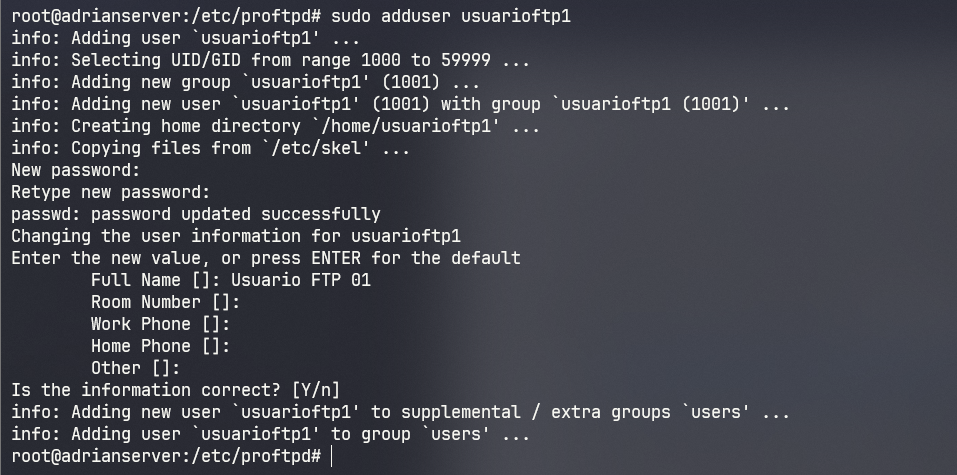 root@adrianserver:/etc/proftpd# sudo adduser usuarioftp1
info: Adding user `usuarioftp1' ...
info: Selecting UID/GID from range 1000 to 59999 ...
info: Adding new group `usuarioftp1' (1001) ...
info: Adding new user `usuarioftp1' (1001) with group `usuarioftp1 (1001)' ...
info: Creating home directory `/home/usuarioftp1' ...
info: Copying files from `/etc/skel' ...
New password:
Retype new password:
passwd: password updated successfully
Changing the user information for usuarioftp1
Enter the new value, or press ENTER for the default
        Full Name []: Usuario FTP 01
        Room Number []:
        Work Phone []:
        Home Phone []:
        Other []:
Is the information correct? [Y/n]
info: Adding new user `usuarioftp1' to supplemental / extra groups `users' ...
info: Adding user `usuarioftp1' to group `users' ...
root@adrianserver:/etc/proftpd#